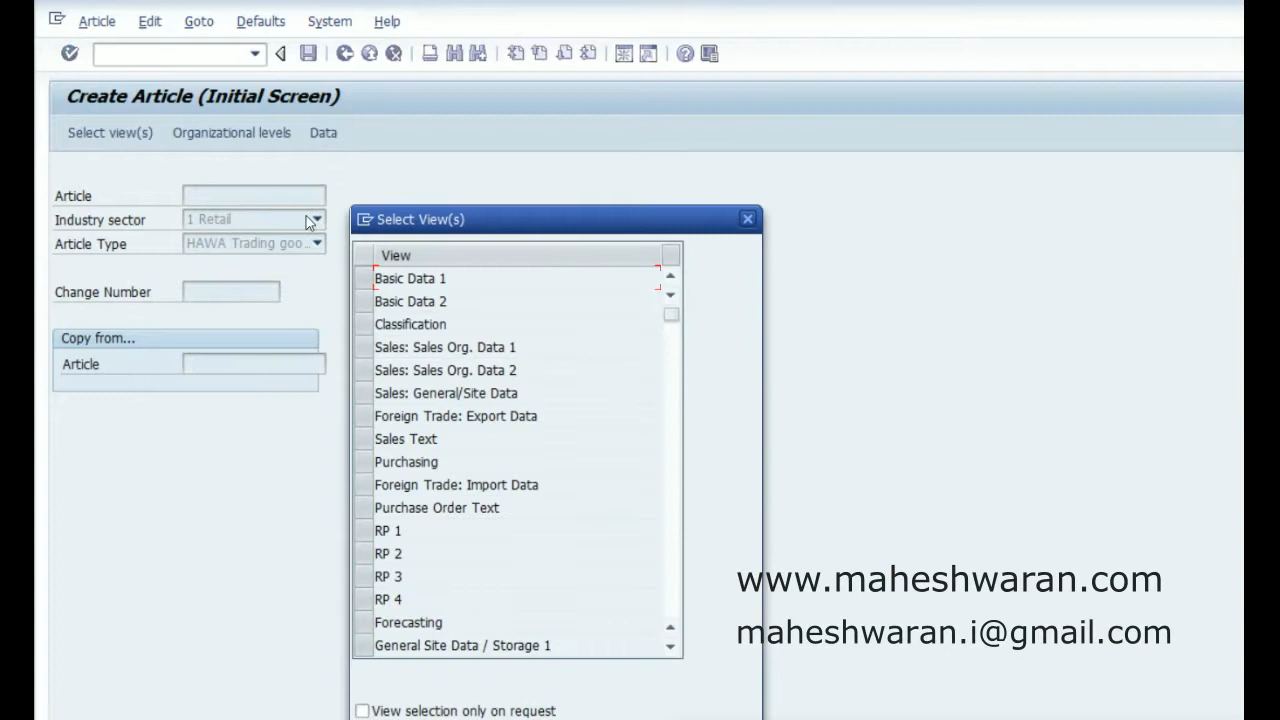 Article Edit Goto Defaults System Help
Create Article (Initial Screen)
Select view(s) Organizational levels Data
Article
Industry sector 1 Retail
Article Type HAWA Trading goo...
Change Number
Copy from...
Article
Select View(s)
View
Basic Data 1
Basic Data 2
Classification
Sales: Sales Org. Data 1
Sales: Sales Org. Data 2
Sales: General/Site Data
Foreign Trade: Export Data
Sales Text
Purchasing
Foreign Trade: Import Data
Purchase Order Text
RP 1
RP 2
RP 3
RP 4
Forecasting
General Site Data / Storage 1
View selection only on request
www.maheshwaran.com
maheshwaran.i@gmail.com